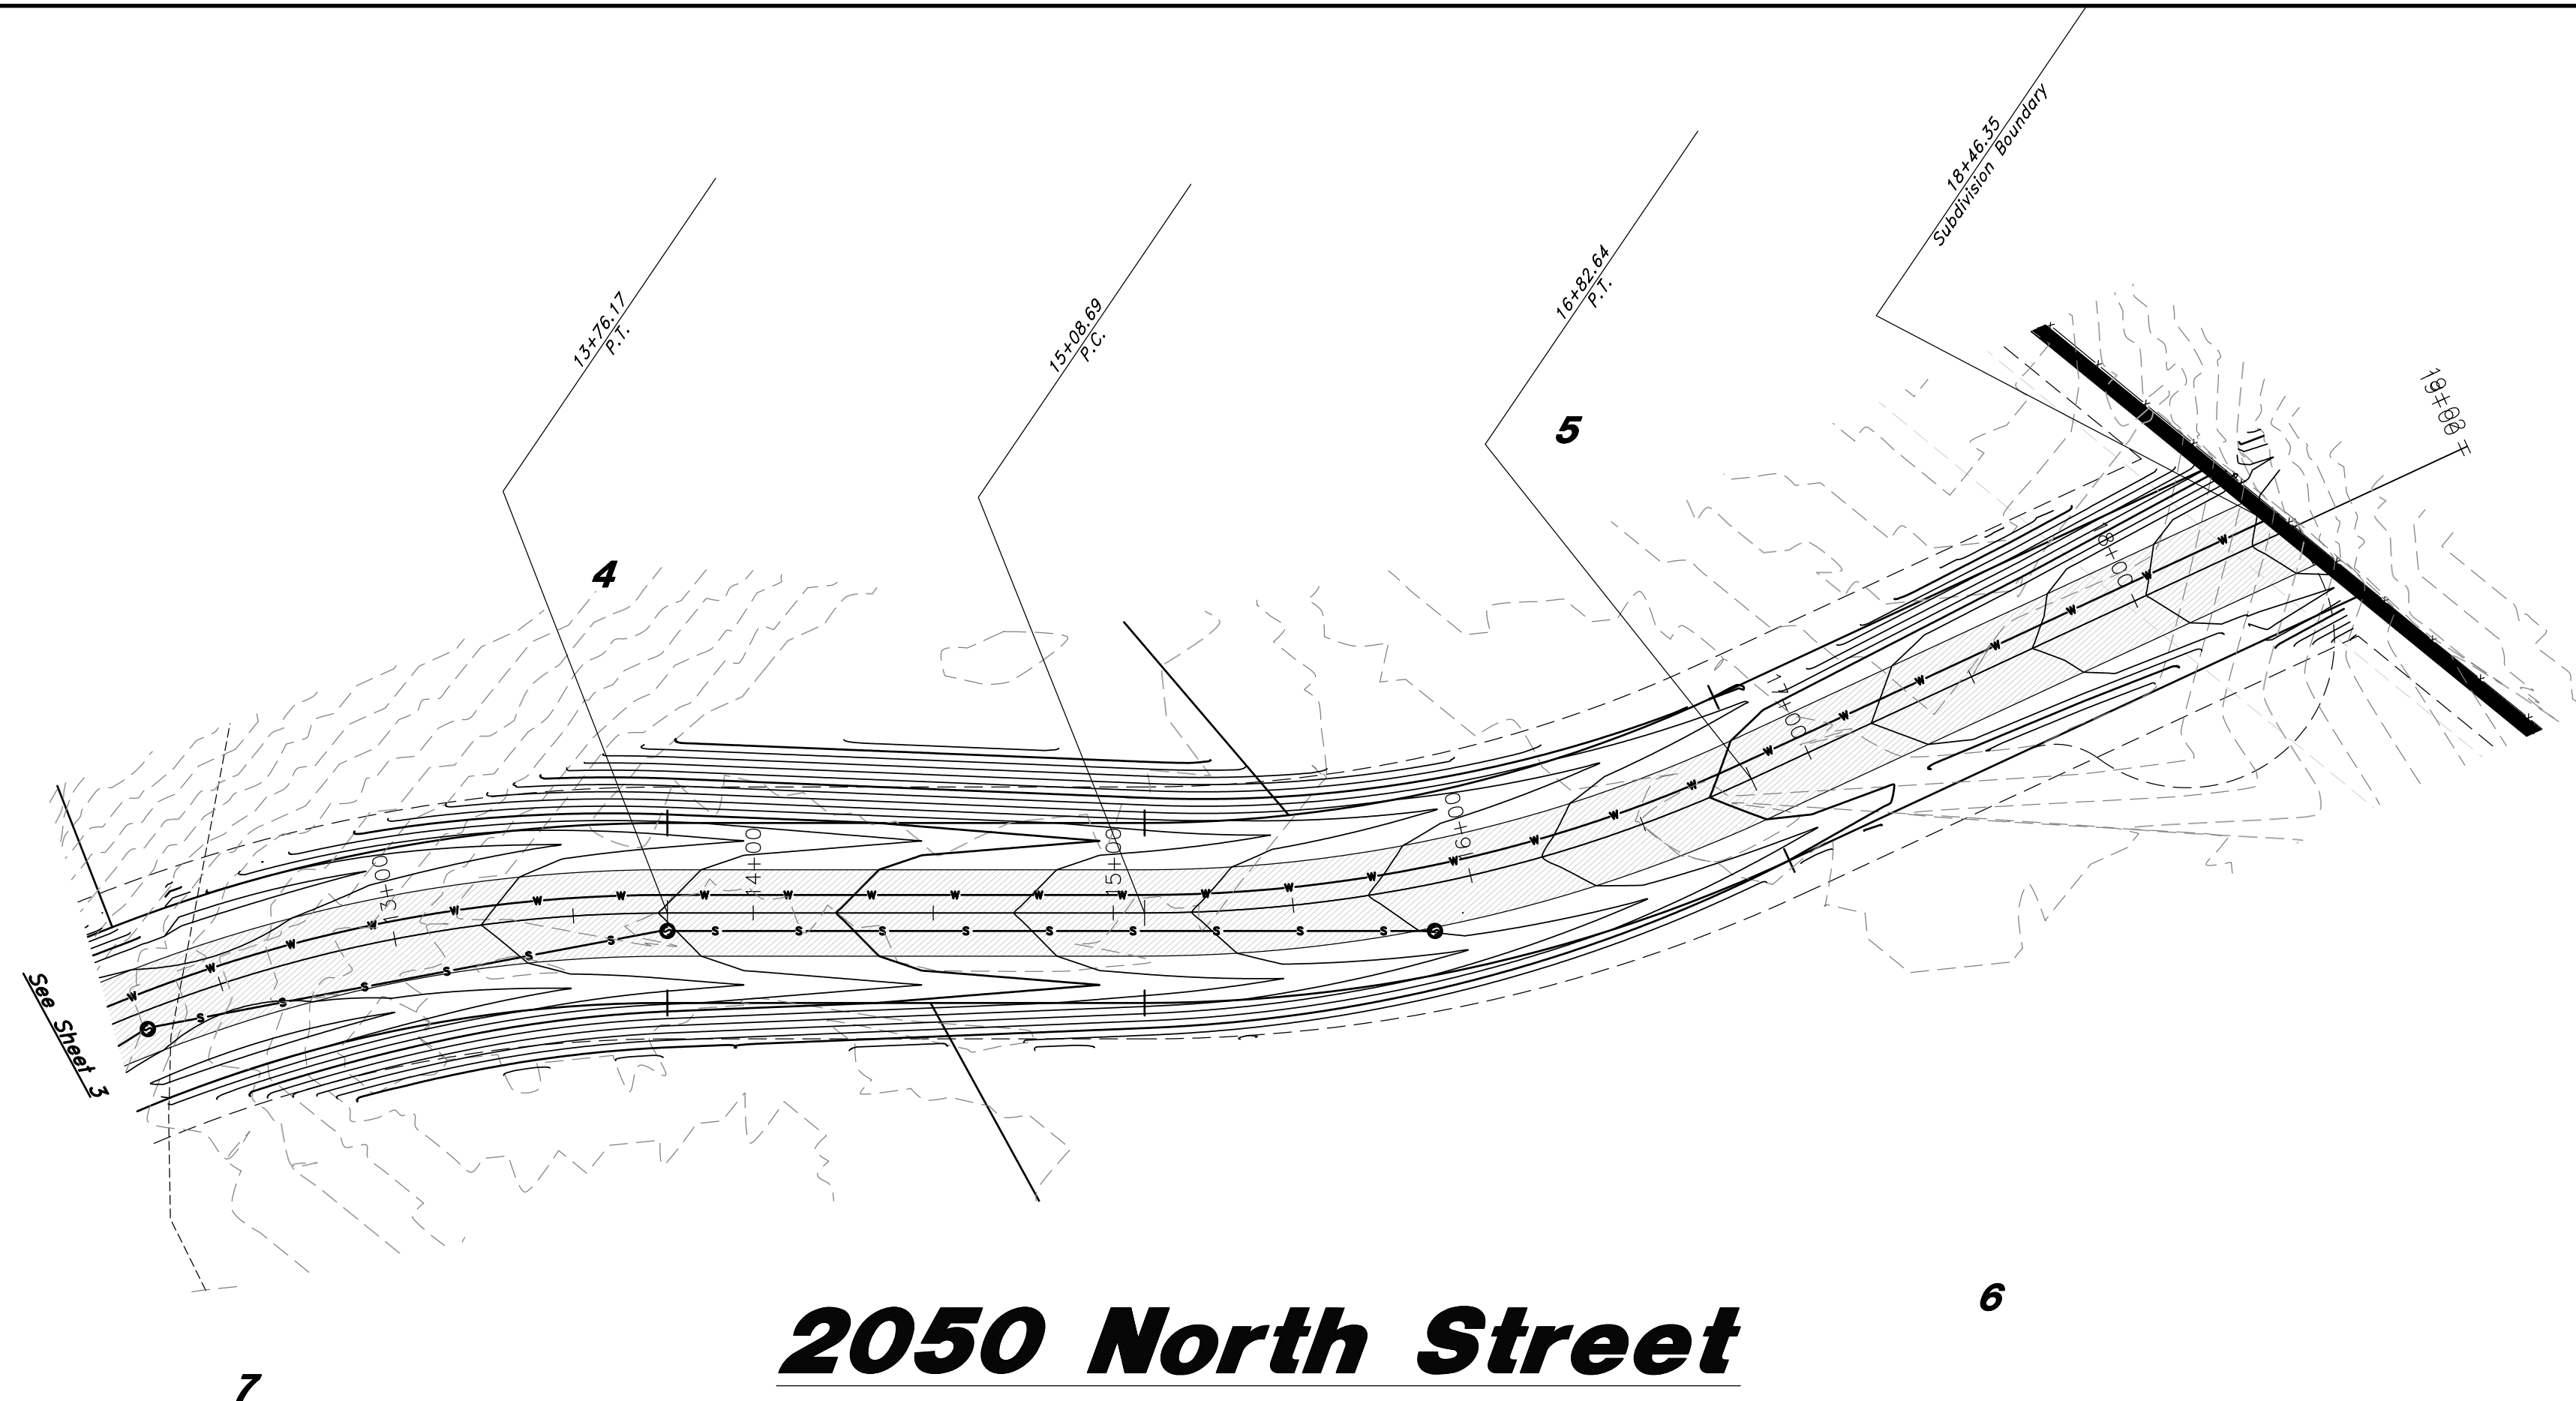 18+46.35
Subdivision Boundary
13+76.17
P.T.
15+08.69
P.C.
16+82.64
P.T.
5
4
18+00
17+00
16+00
15+00
14+00
13+00
W W W W W W W W W W W W W W W W W W W W W W W W W W W
S S S S S S S S S S S S S S S
See Sheet 3
6
2050 North Street
7